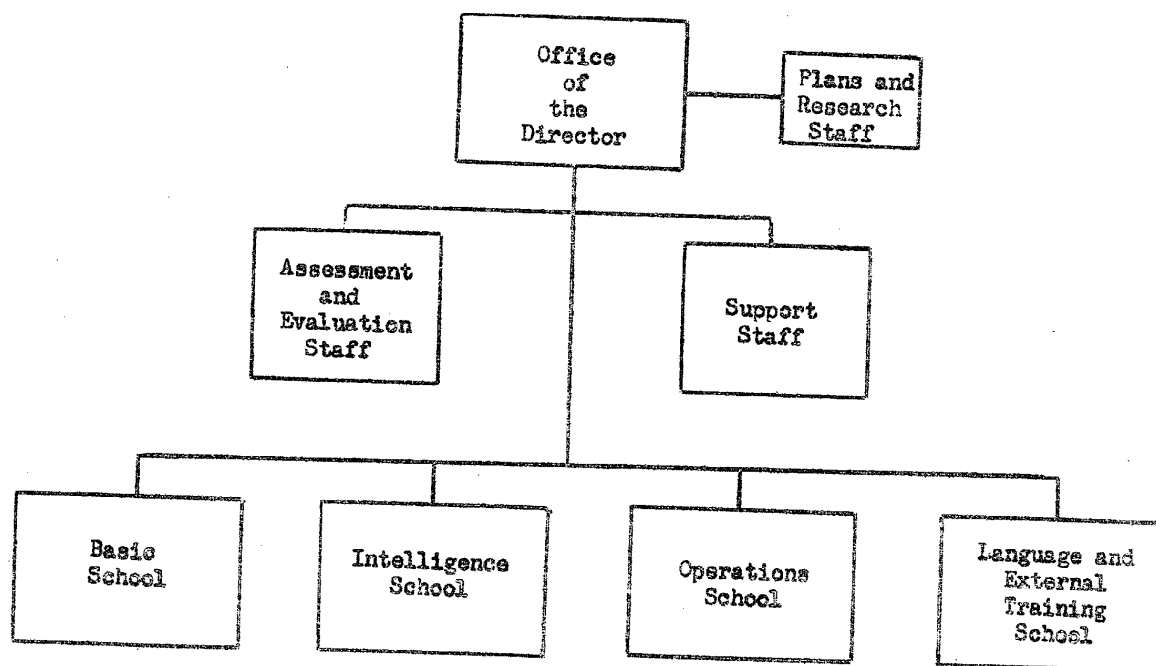 Office
of
the
Director
Plans and
Research
Staff
Assessment
and
Evaluation
Staff
Support
Staff
Basic
School
Intelligence
School
Operations
School
Language and
External
Training
School